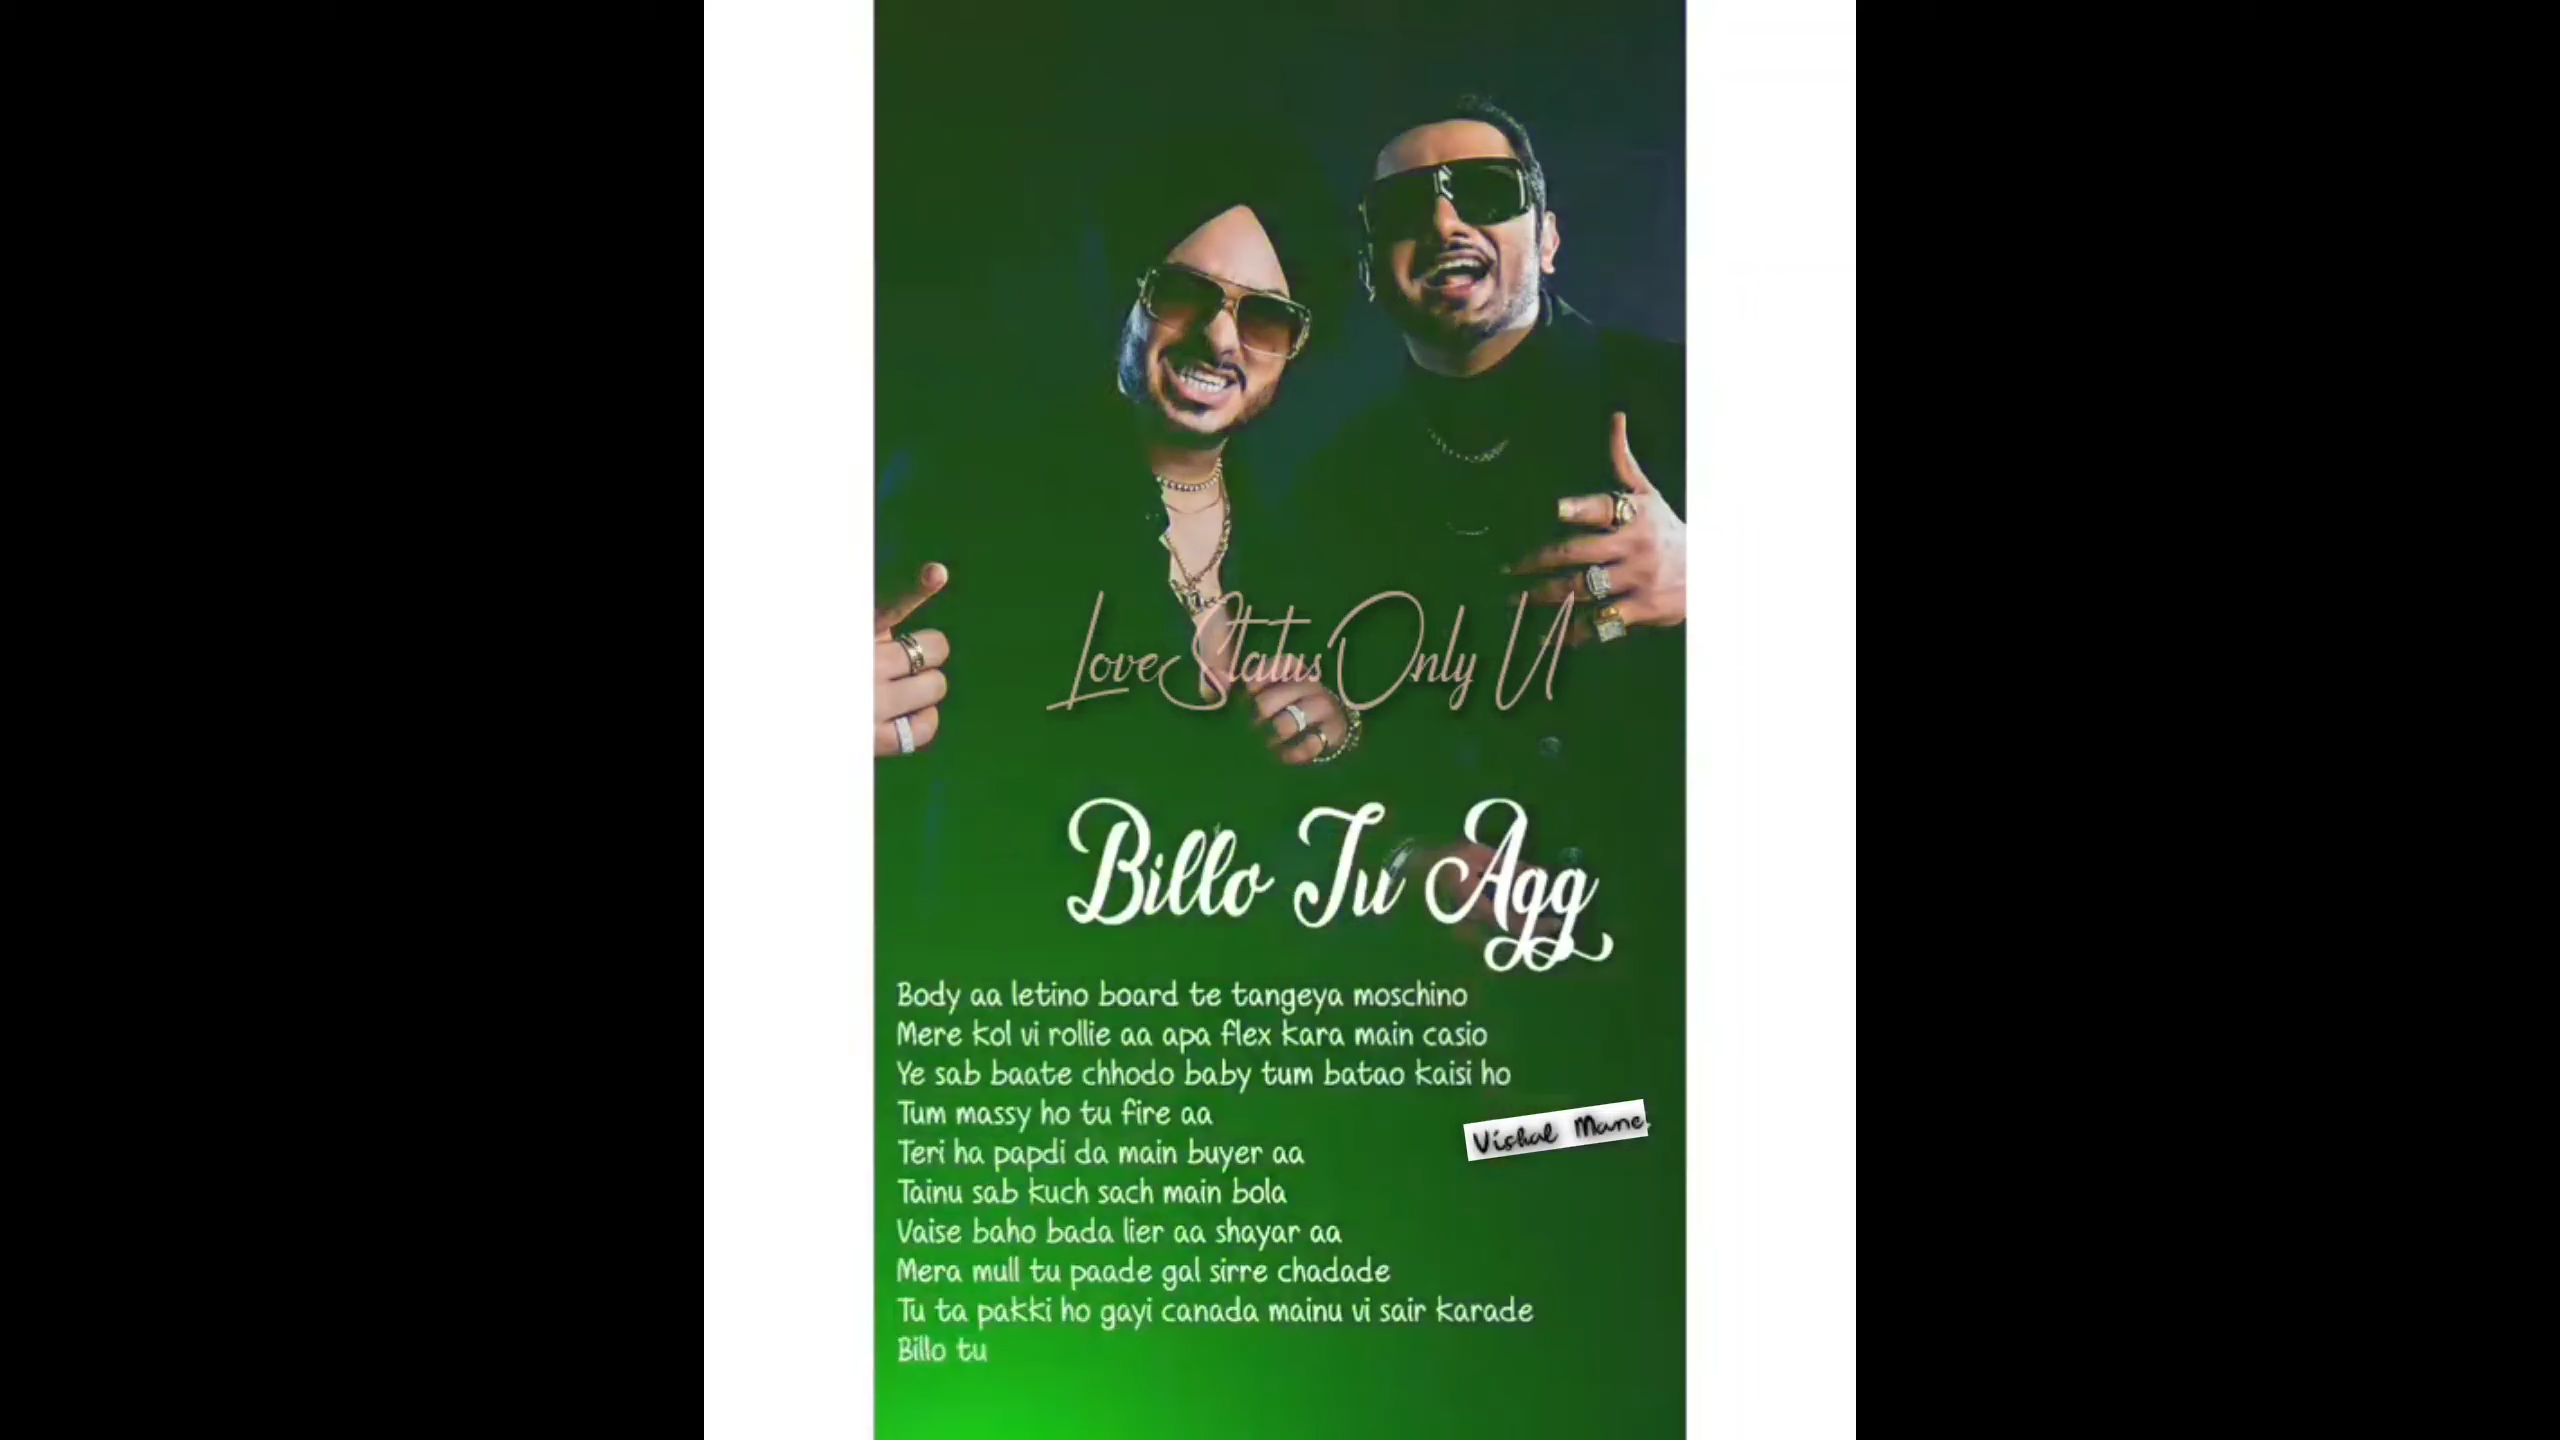 LoveStatusOnly U
Billo Tu Agg
Body aa letino board te tangeya moschino
Mere kol vi rollie aa apa flex kara main casio
Ye sab baate chhodo baby tum batao kaisi ho
Tum massy ho tu fire aa
Vishal Mane.
Teri ha papdi da main buyer aa
Tainu sab kuch sach main bola
Vaise baho bada lier aa shayar aa
Mera mull tu paade gal sirre chadade
Tu ta pakki ho gayi canada mainu vi sair karade
Billo tu